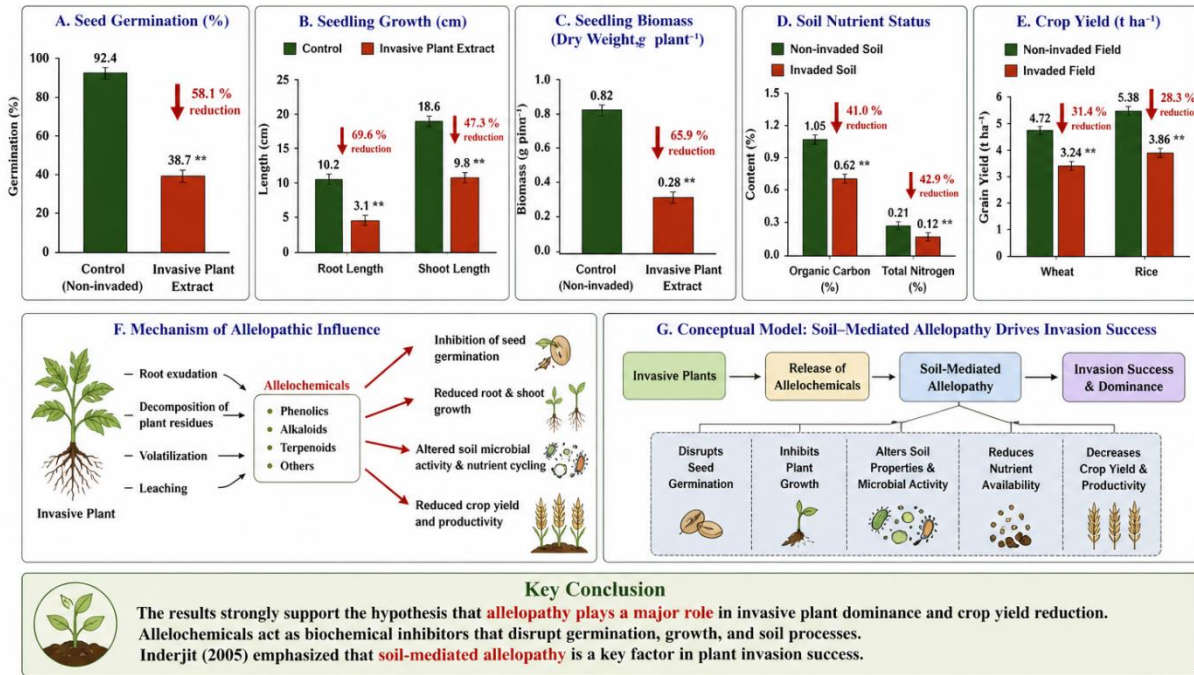 A. Seed Germination (%)
Germination (%)
100
80
60
40
20
0
92.4
58.1 %
reduction
38.7 **
Control
(Non-invaded)
Invasive Plant
Extract
B. Seedling Growth (cm)
Control
Invasive Plant Extract
Length (cm)
25
20
15
10
5
0
10.2
69.6 %
reduction
3.1 **
18.6
47.3 %
reduction
9.8 **
Root Length
Shoot Length
C. Seedling Biomass
(Dry Weight,g plant⁻¹)
Biomass (g pinn⁻¹)
1.0
0.8
0.6
0.4
0.2
0.0
0.82
65.9 %
reduction
0.28 **
Control
(Non-invaded)
Invasive Plant
Extract
D. Soil Nutrient Status
Non-invaded Soil
Invaded Soil
Content (%)
1.5
1.2
0.9
0.6
0.3
0.0
1.05
41.0 %
reduction
0.62 **
0.21
42.9 %
reduction
0.12 **
Organic Carbon
(%)
Total Nitrogen
(%)
E. Crop Yield (t ha⁻¹)
Non-invaded Field
Invaded Field
Grain Yield (t ha⁻¹)
7
6
5
4
3
2
1
0
4.72
31.4 %
reduction
3.24 **
5.38
28.3 %
reduction
3.86 **
Wheat
Rice
F. Mechanism of Allelopathic Influence
Invasive Plant
Root exudation
Decomposition of
plant residues
Volatilization
Leaching
Allelochemicals
• Phenolics
• Alkaloids
• Terpenoids
• Others
Inhibition of seed
germination
Reduced root & shoot
growth
Altered soil microbial
activity & nutrient cycling
Reduced crop yield
and productivity
G. Conceptual Model: Soil–Mediated Allelopathy Drives Invasion Success
Invasive Plants
Release of
Allelochemicals
Soil-Mediated
Allelopathy
Invasion Success
& Dominance
Disrupts
Seed
Germination
Inhibits
Plant
Growth
Alters Soil
Properties &
Microbial Activity
Reduces
Nutrient
Availability
Decreases
Crop Yield &
Productivity
Key Conclusion
The results strongly support the hypothesis that allelopathy plays a major role in invasive plant dominance and crop yield reduction.
Allelochemicals act as biochemical inhibitors that disrupt germination, growth, and soil processes.
Inderjit (2005) emphasized that soil-mediated allelopathy is a key factor in plant invasion success.